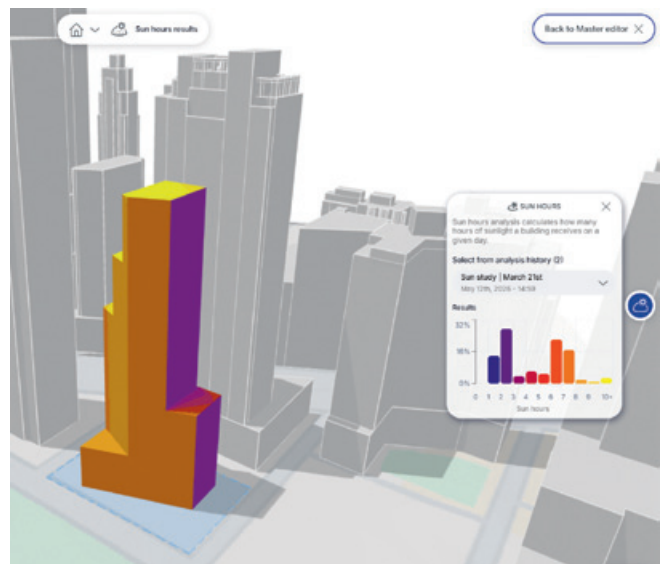 Sun hours results
Back to Master editor
SUN HOURS
Sun hours analysis calculates how many
hours of sunlight a building receives on a
given day.
Select from analysis history (2)
Sun study | March 21st
May 12th, 2026 - 14:59
Results
32%
16%
0%
0 1 2 3 4 5 6 7 8 9 10+
Sun hours